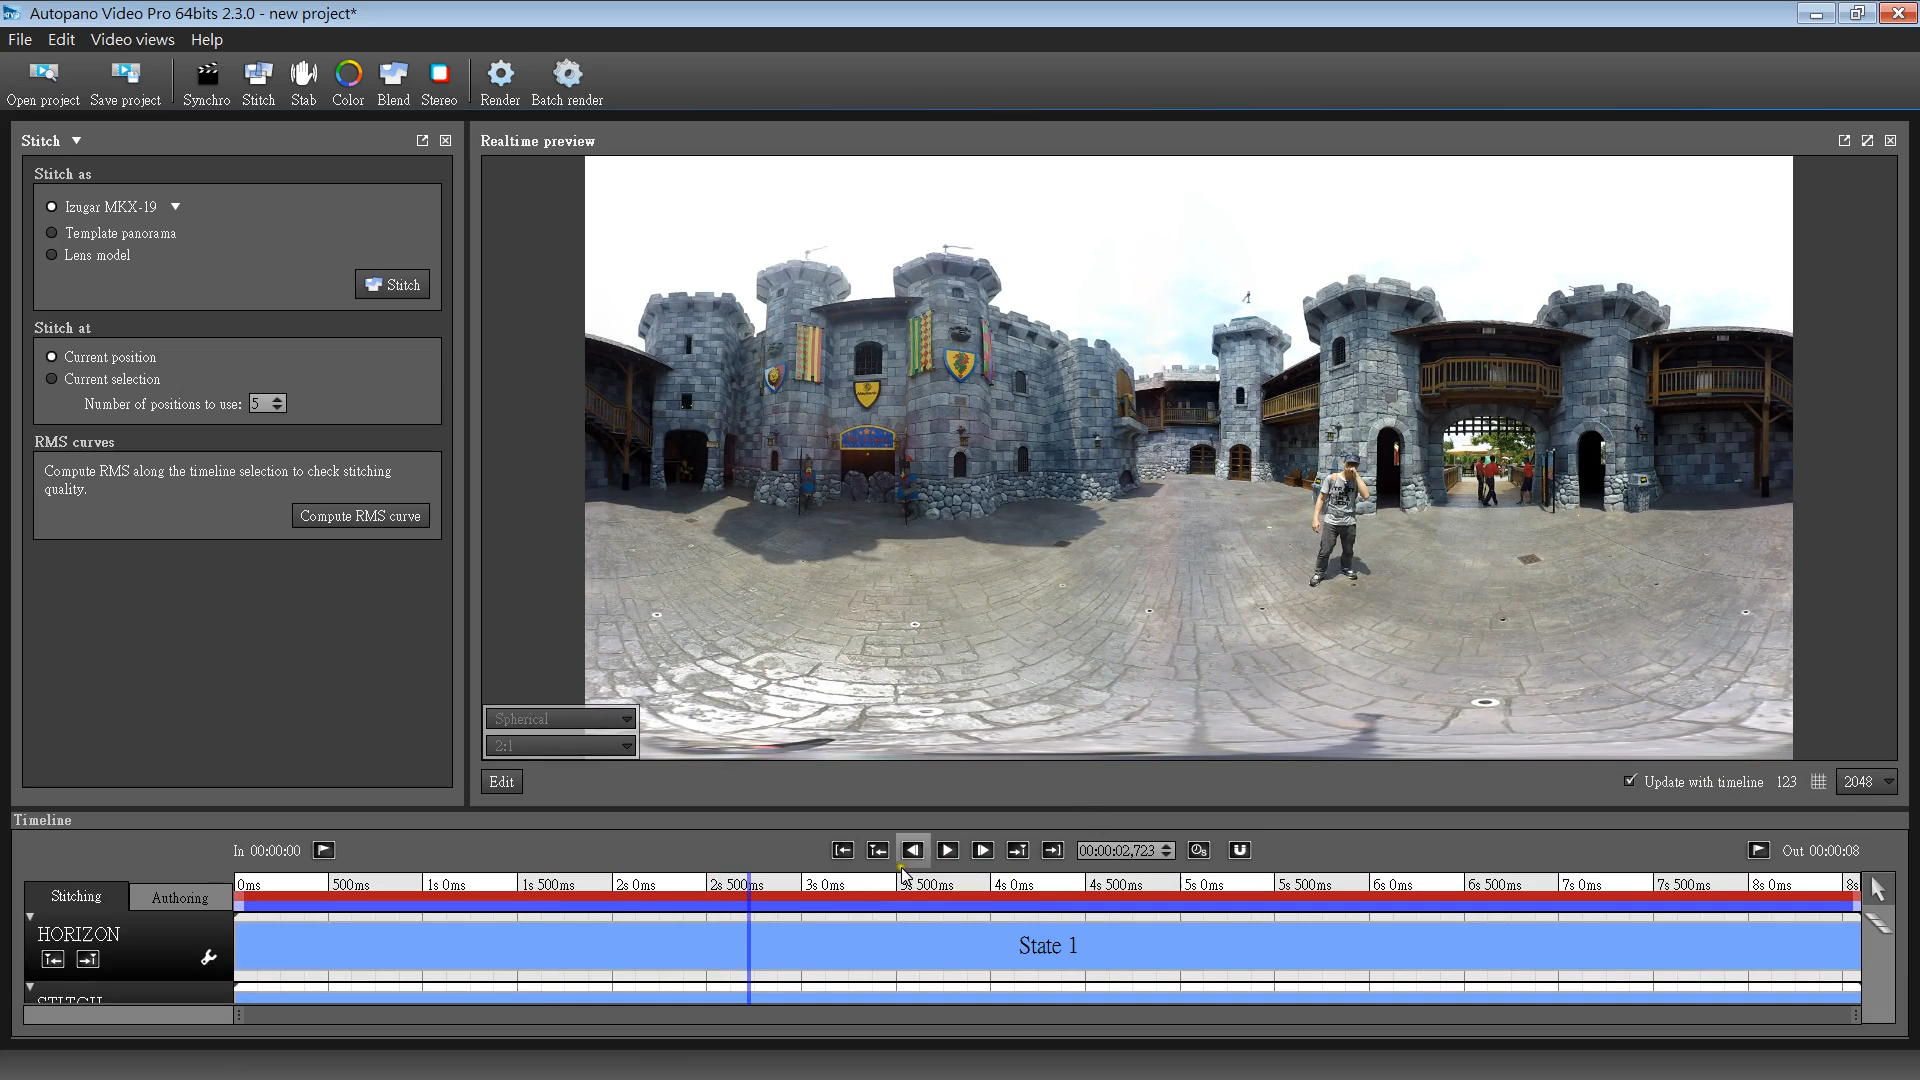 Autopano Video Pro 64bits 2.3.0 - new project*
File Edit Video views Help
Open project Save project Synchro Stitch Stab Color Blend Stereo Render Batch render
Stitch
Stitch as
Izugar MKX-19
Template panorama
Lens model
Stitch
Stitch at
Current position
Current selection
Number of positions to use: 5
RMS curves
Compute RMS along the timeline selection to check stitching
quality.
Compute RMS curve
Realtime preview
Spherical
2:1
Edit
Update with timeline 123 2048
Timeline
In 00:00:00 00:00:02,723 Out 00:00:08
0ms 500ms 1s 0ms 1s 500ms 2s 0ms 2s 500ms 3s 0ms 3s 500ms 4s 0ms 4s 500ms 5s 0ms 5s 500ms 6s 0ms 6s 500ms 7s 0ms 7s 500ms 8s 0ms 8s
Stitching Authoring
HORIZON
State 1
STITCH